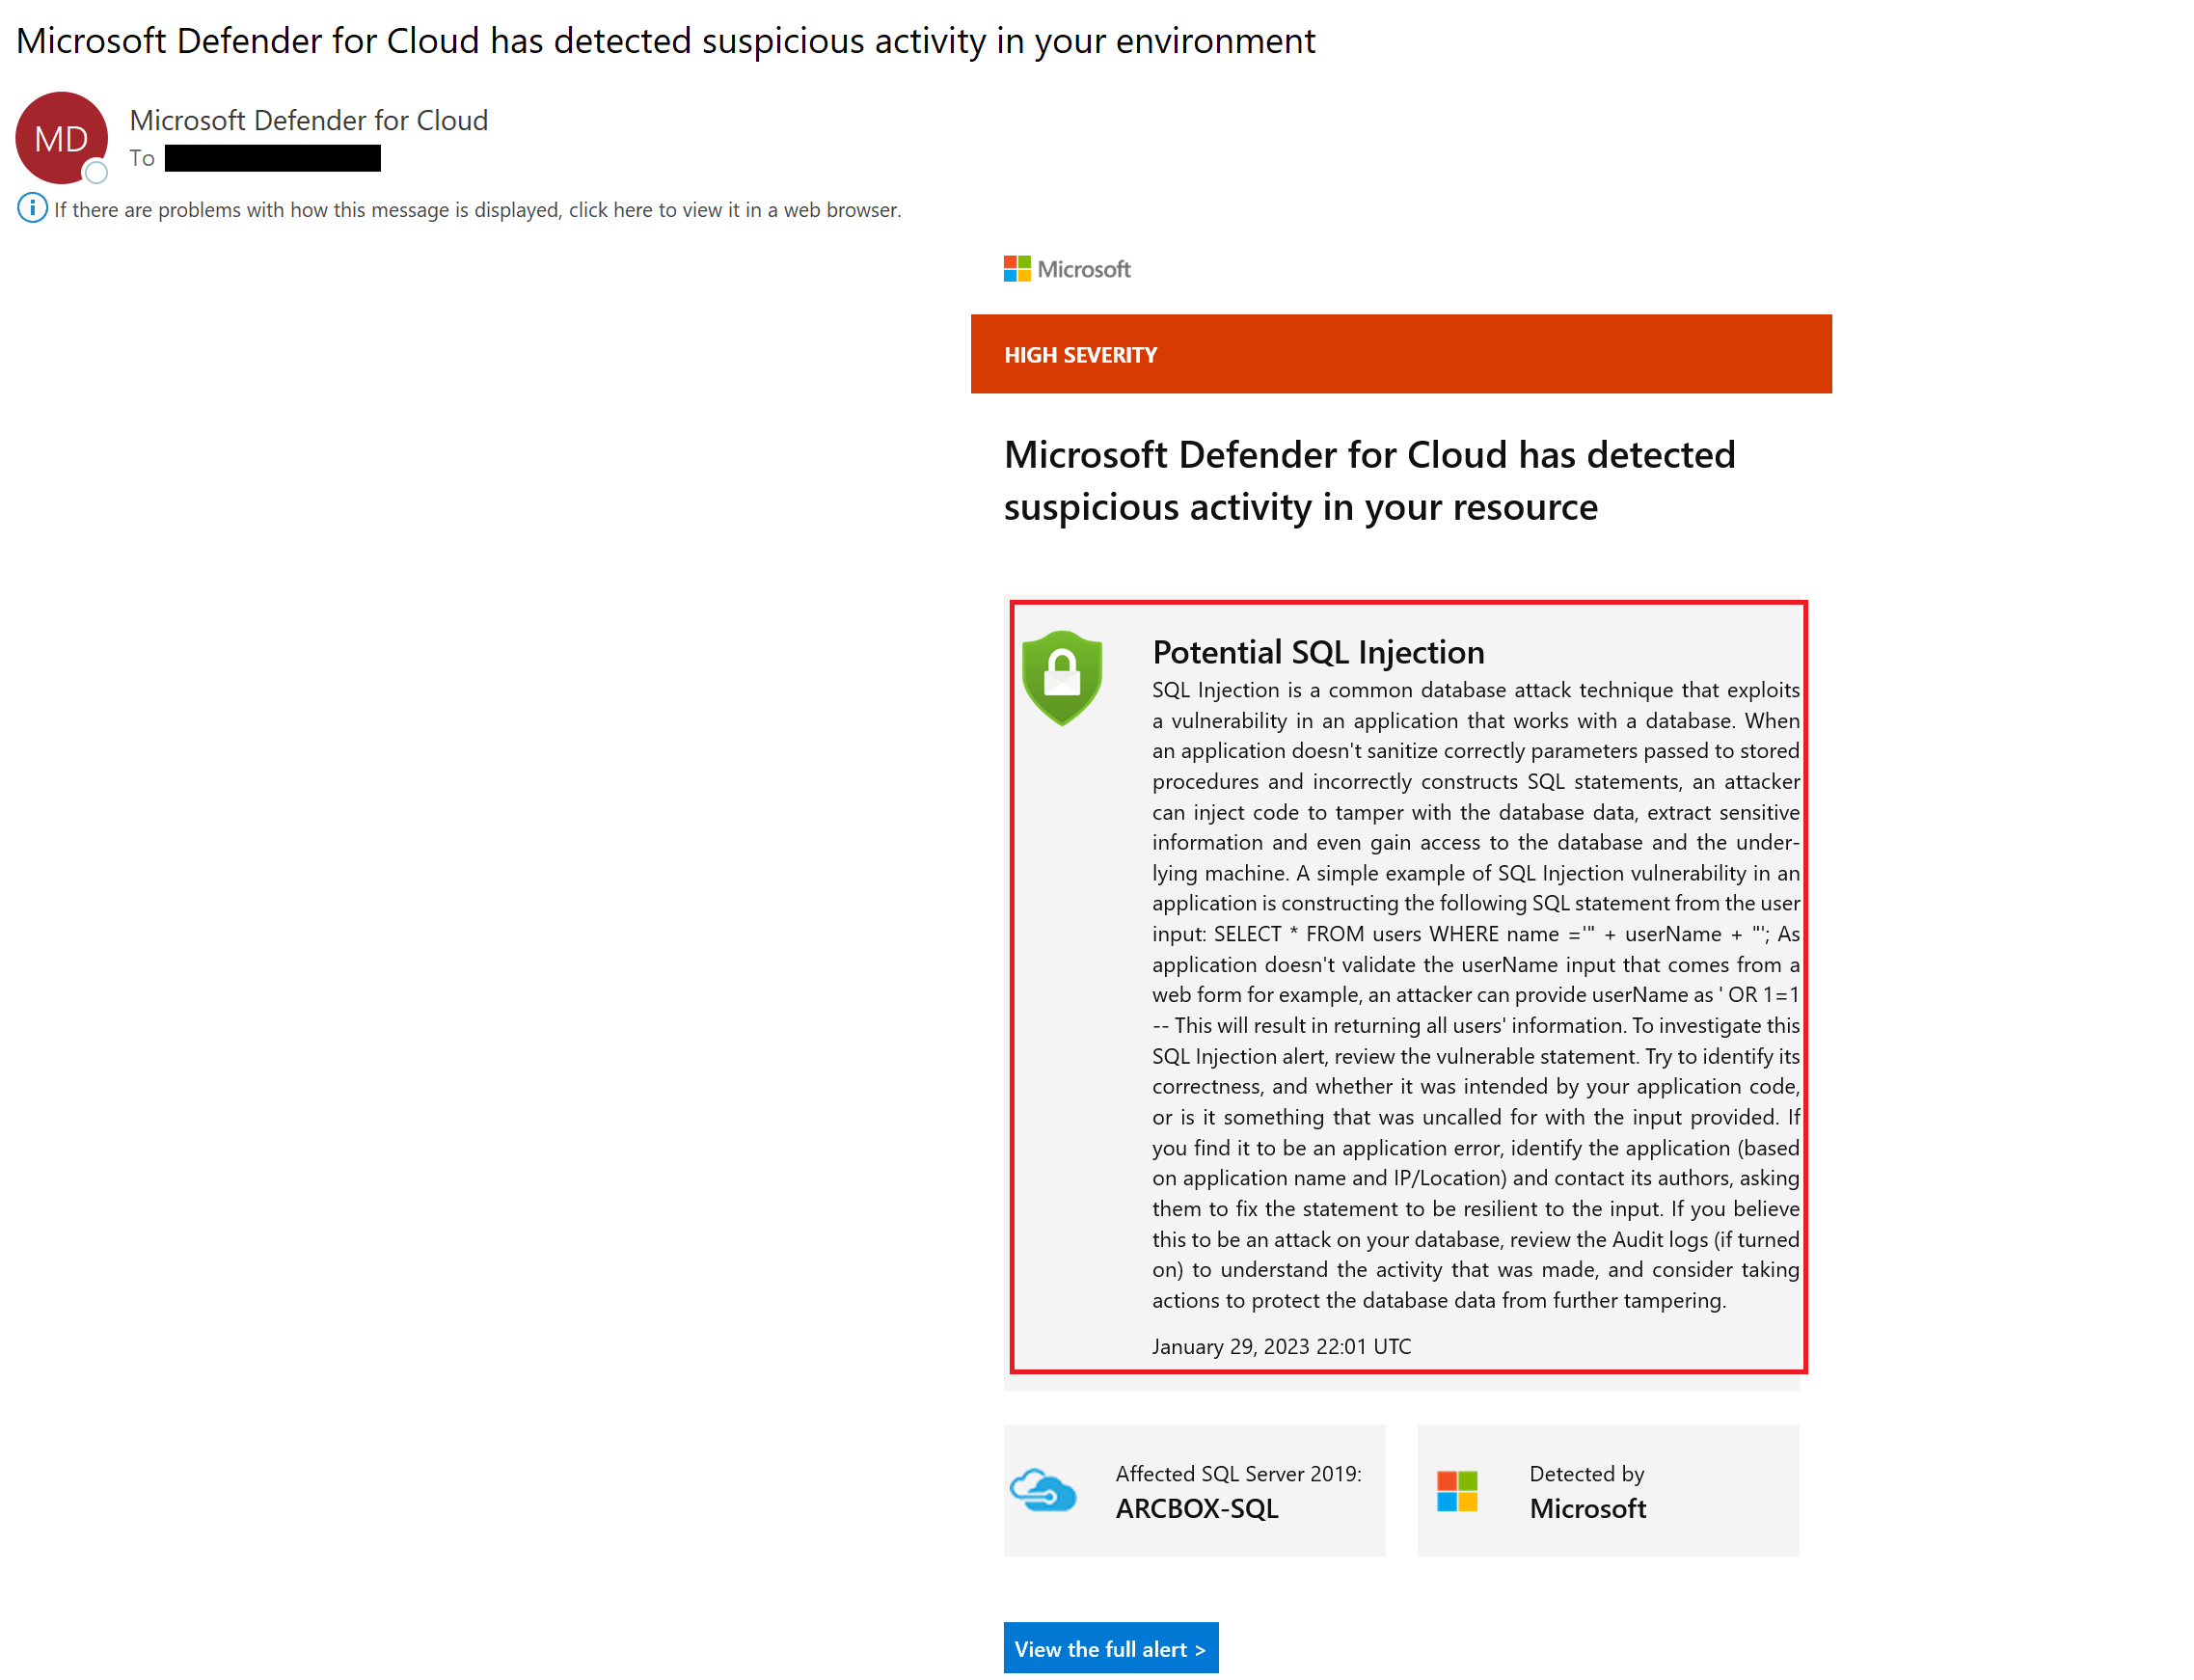 Microsoft Defender for Cloud has detected suspicious activity in your environment
MD
Microsoft Defender for Cloud
To
If there are problems with how this message is displayed, click here to view it in a web browser.
Microsoft
HIGH SEVERITY
Microsoft Defender for Cloud has detected
suspicious activity in your resource
Potential SQL Injection
SQL Injection is a common database attack technique that exploits
a vulnerability in an application that works with a database. When
an application doesn't sanitize correctly parameters passed to stored
procedures and incorrectly constructs SQL statements, an attacker
can inject code to tamper with the database data, extract sensitive
information and even gain access to the database and the under-
lying machine. A simple example of SQL Injection vulnerability in an
application is constructing the following SQL statement from the user
input: SELECT * FROM users WHERE name ='" + userName + "'; As
application doesn't validate the userName input that comes from a
web form for example, an attacker can provide userName as ' OR 1=1
-- This will result in returning all users' information. To investigate this
SQL Injection alert, review the vulnerable statement. Try to identify its
correctness, and whether it was intended by your application code,
or is it something that was uncalled for with the input provided. If
you find it to be an application error, identify the application (based
on application name and IP/Location) and contact its authors, asking
them to fix the statement to be resilient to the input. If you believe
this to be an attack on your database, review the Audit logs (if turned
on) to understand the activity that was made, and consider taking
actions to protect the database data from further tampering.
January 29, 2023 22:01 UTC
Affected SQL Server 2019:
ARCBOX-SQL
Detected by
Microsoft
View the full alert >